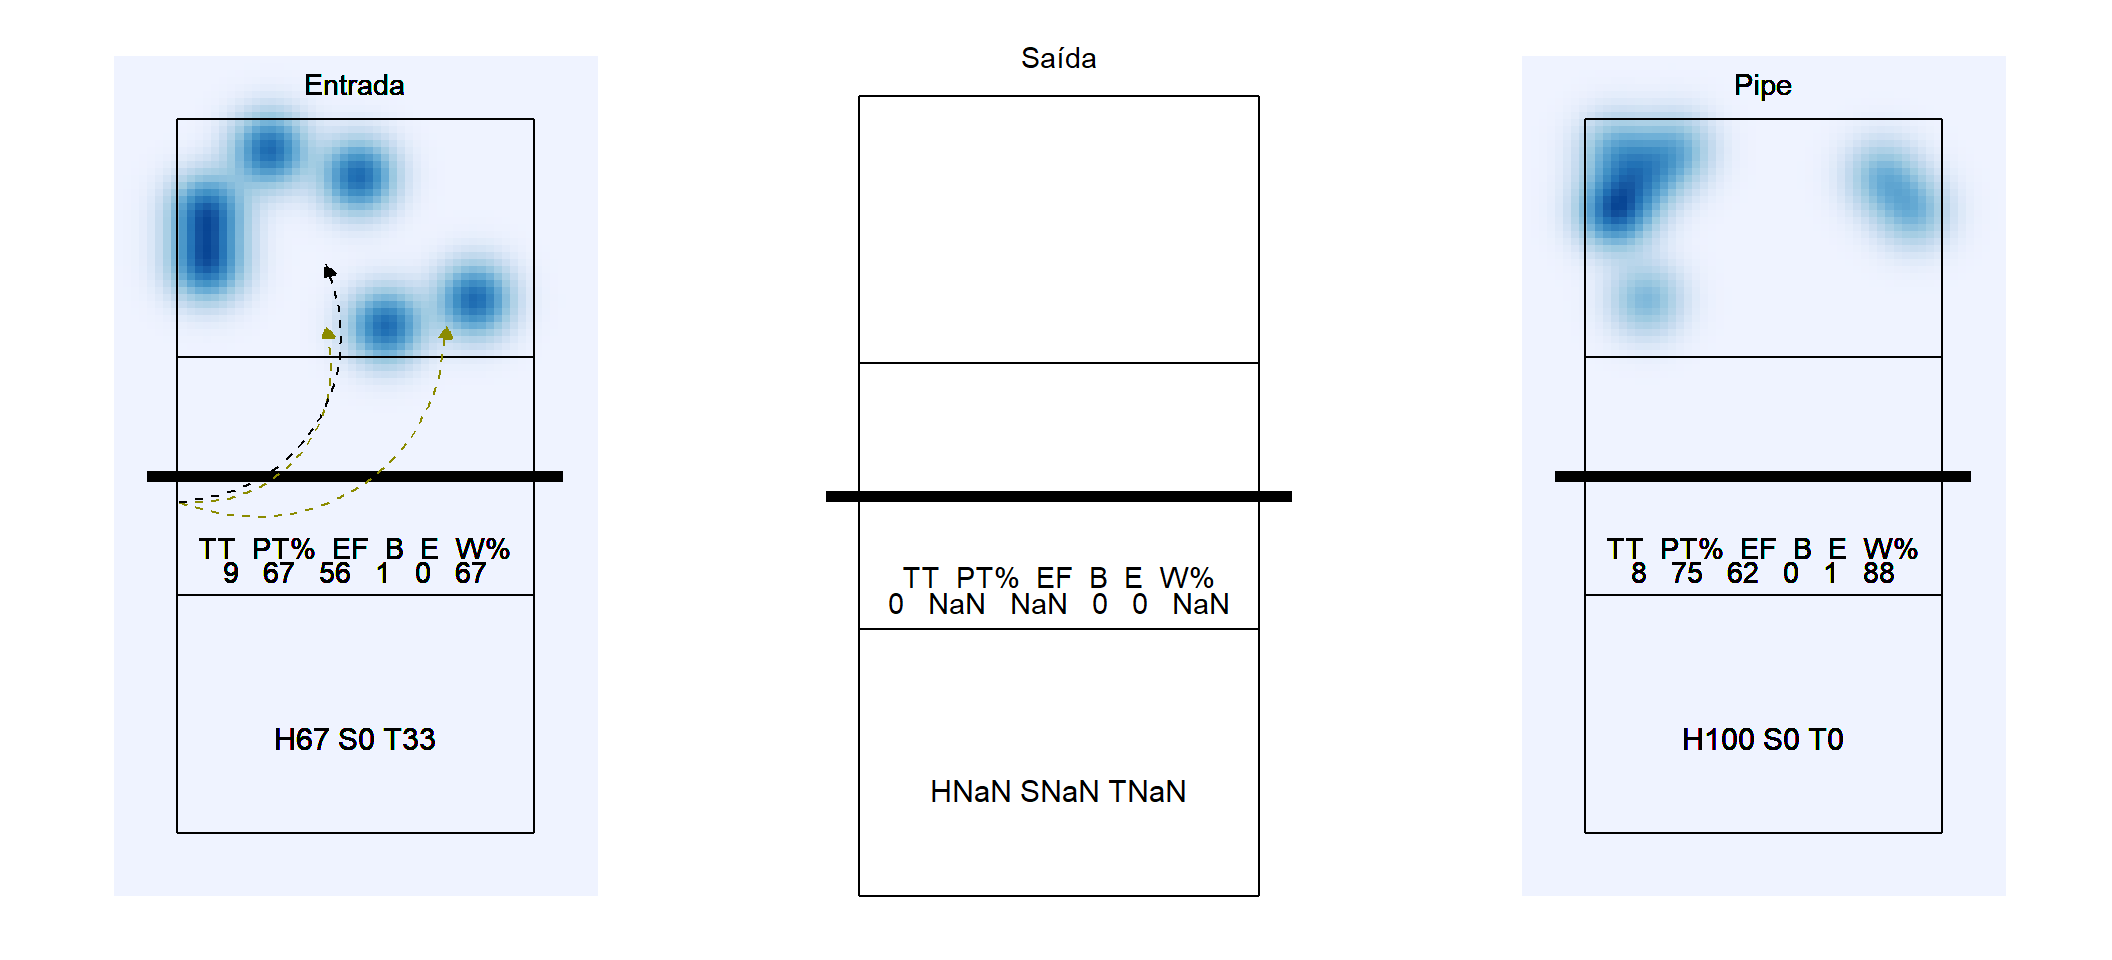 Entrada
TT PT% EF B E W%
9 67 56 1 0 67
H67 S0 T33
Saída
TT PT% EF B E W%
0 NaN NaN 0 0 NaN
HNaN SNaN TNaN
Pipe
TT PT% EF B E W%
8 75 62 0 1 88
H100 S0 T0